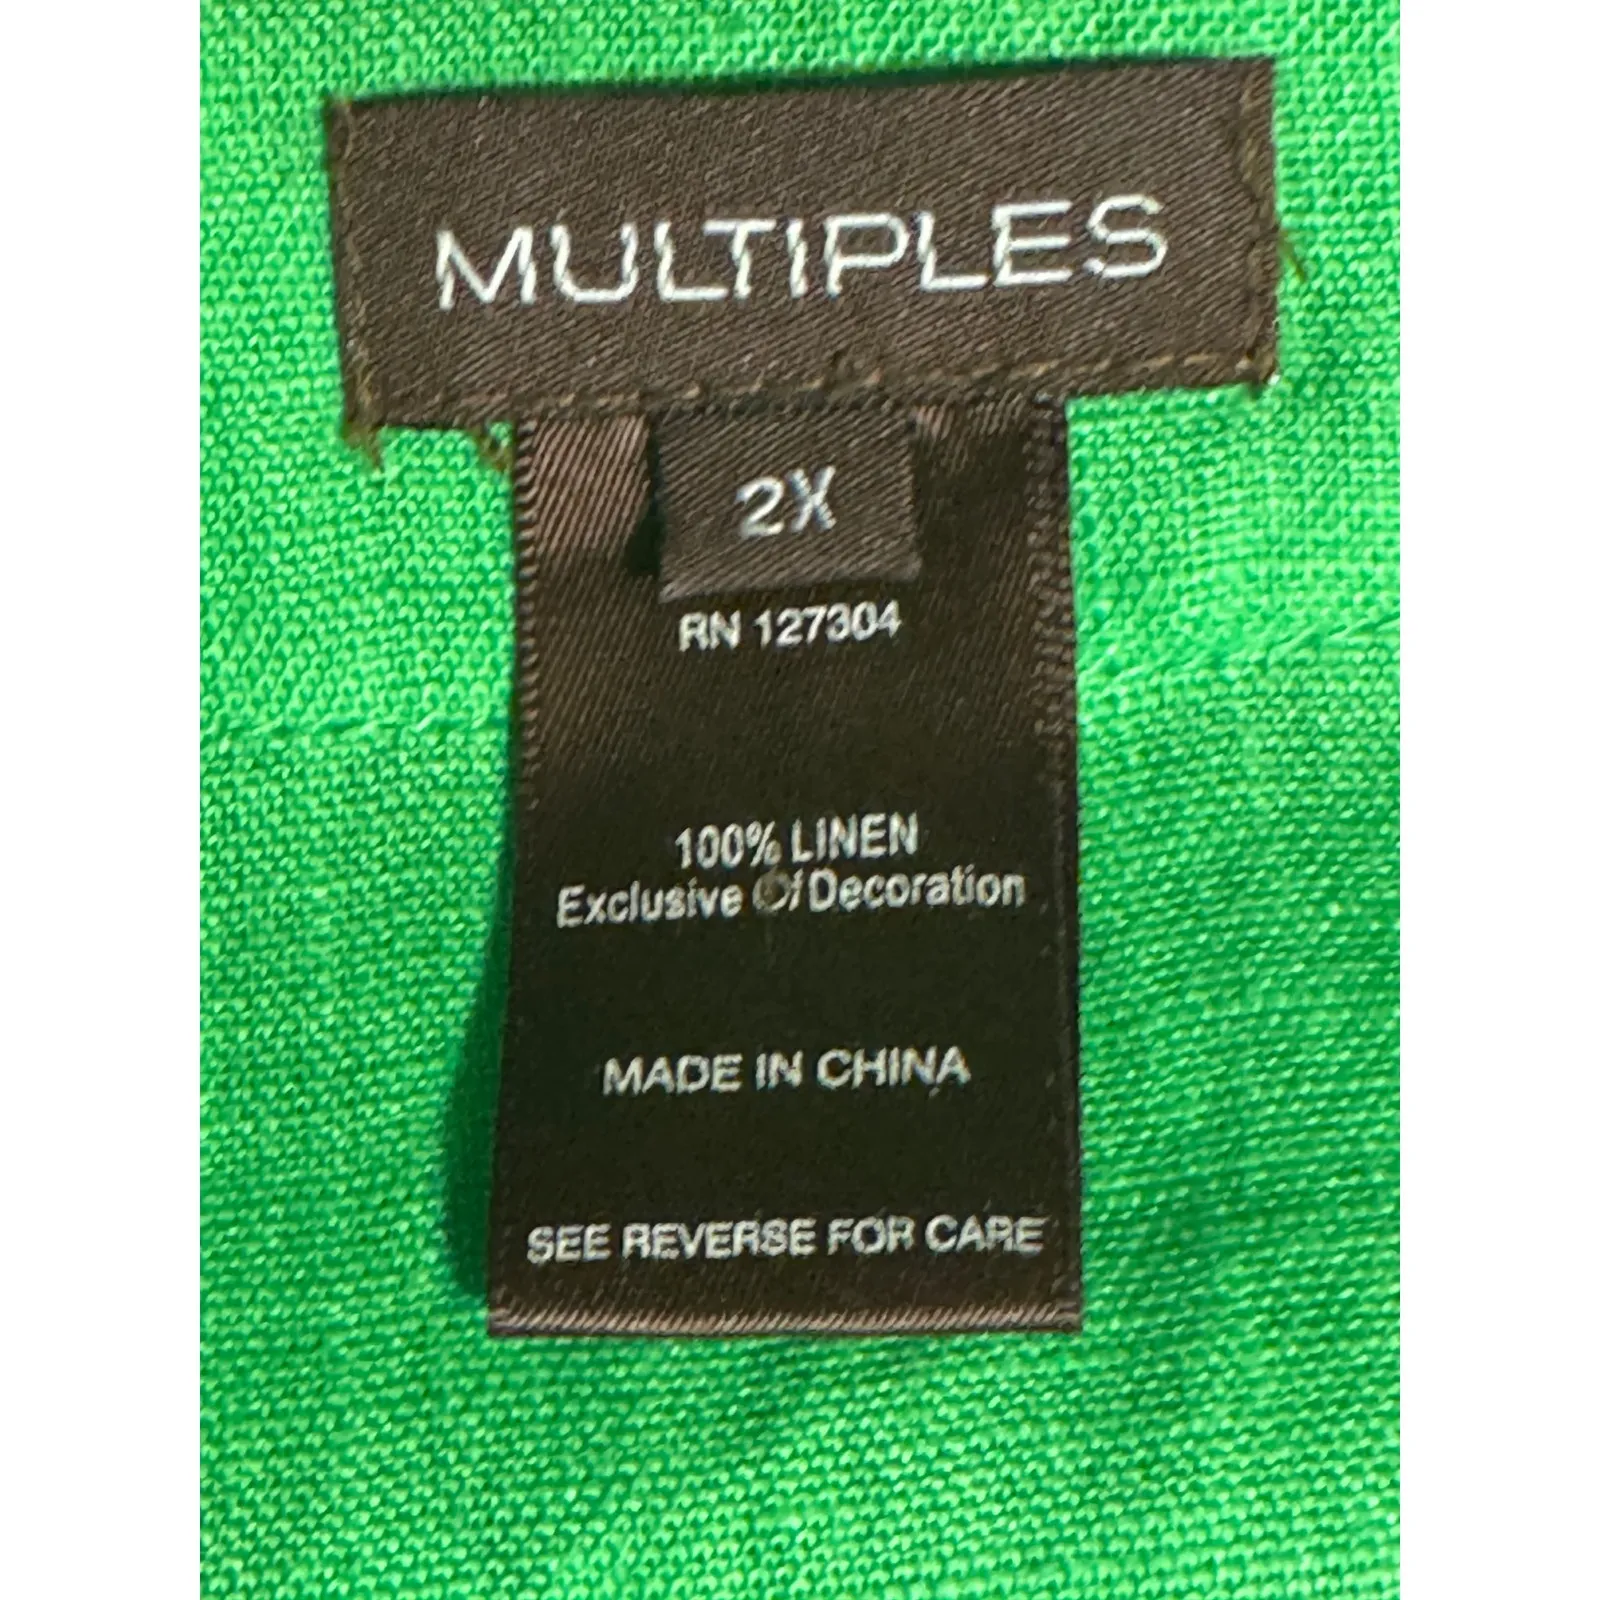 MULTIPLES
2X
RN 127304
100% LINEN
Exclusive Of Decoration
MADE IN CHINA
SEE REVERSE FOR CARE